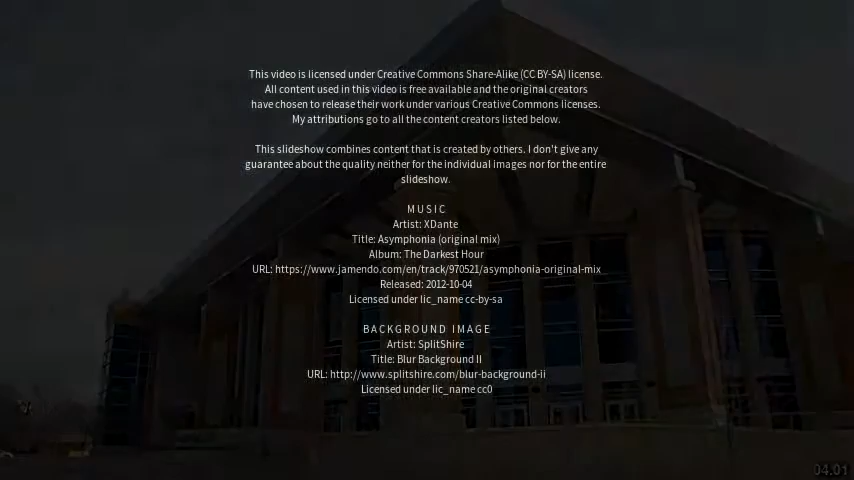 This video is licensed under Creative Commons Share-Alike (CC BY-SA) license.
All content used in this video is free available and the original creators
have chosen to release their work under various Creative Commons licenses.
My attributions go to all the content creators listed below.
This slideshow combines content that is created by others. I don't give any
guarantee about the quality neither for the individual images nor for the entire
slideshow.
MUSIC
Artist: XDante
Title: Asymphonia (original mix)
Album: The Darkest Hour
URL: https://www.jamendo.com/en/track/970521/asymphonia-original-mix
Released: 2012-10-04
Licensed under lic_name cc-by-sa
BACKGROUND IMAGE
Artist: SplitShire
Title: Blur Background II
URL: http://www.splitshire.com/blur-background-ii
Licensed under lic_name cc0
04:01